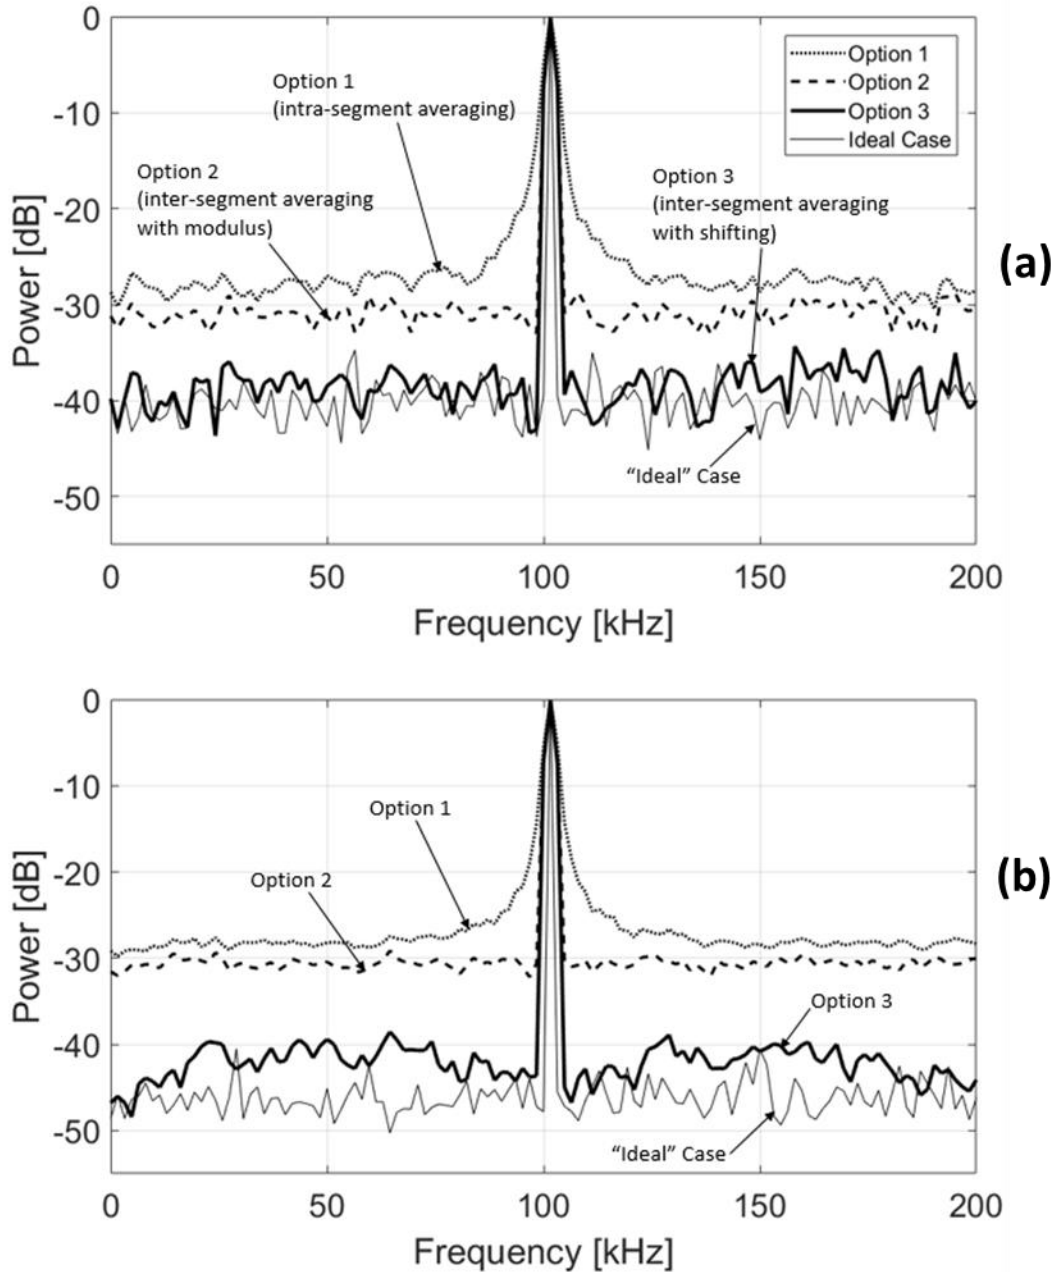 0
-10
-20
-30
-40
-50
Power [dB]
Option 1
(intra-segment averaging)
Option 2
(inter-segment averaging
with modulus)
Option 3
(inter-segment averaging
with shifting)
“Ideal” Case
Option 1
Option 2
Option 3
Ideal Case
(a)
0 50 100 150 200
Frequency [kHz]
0
-10
-20
-30
-40
-50
Power [dB]
Option 1
Option 2
Option 3
“Ideal” Case
(b)
0 50 100 150 200
Frequency [kHz]